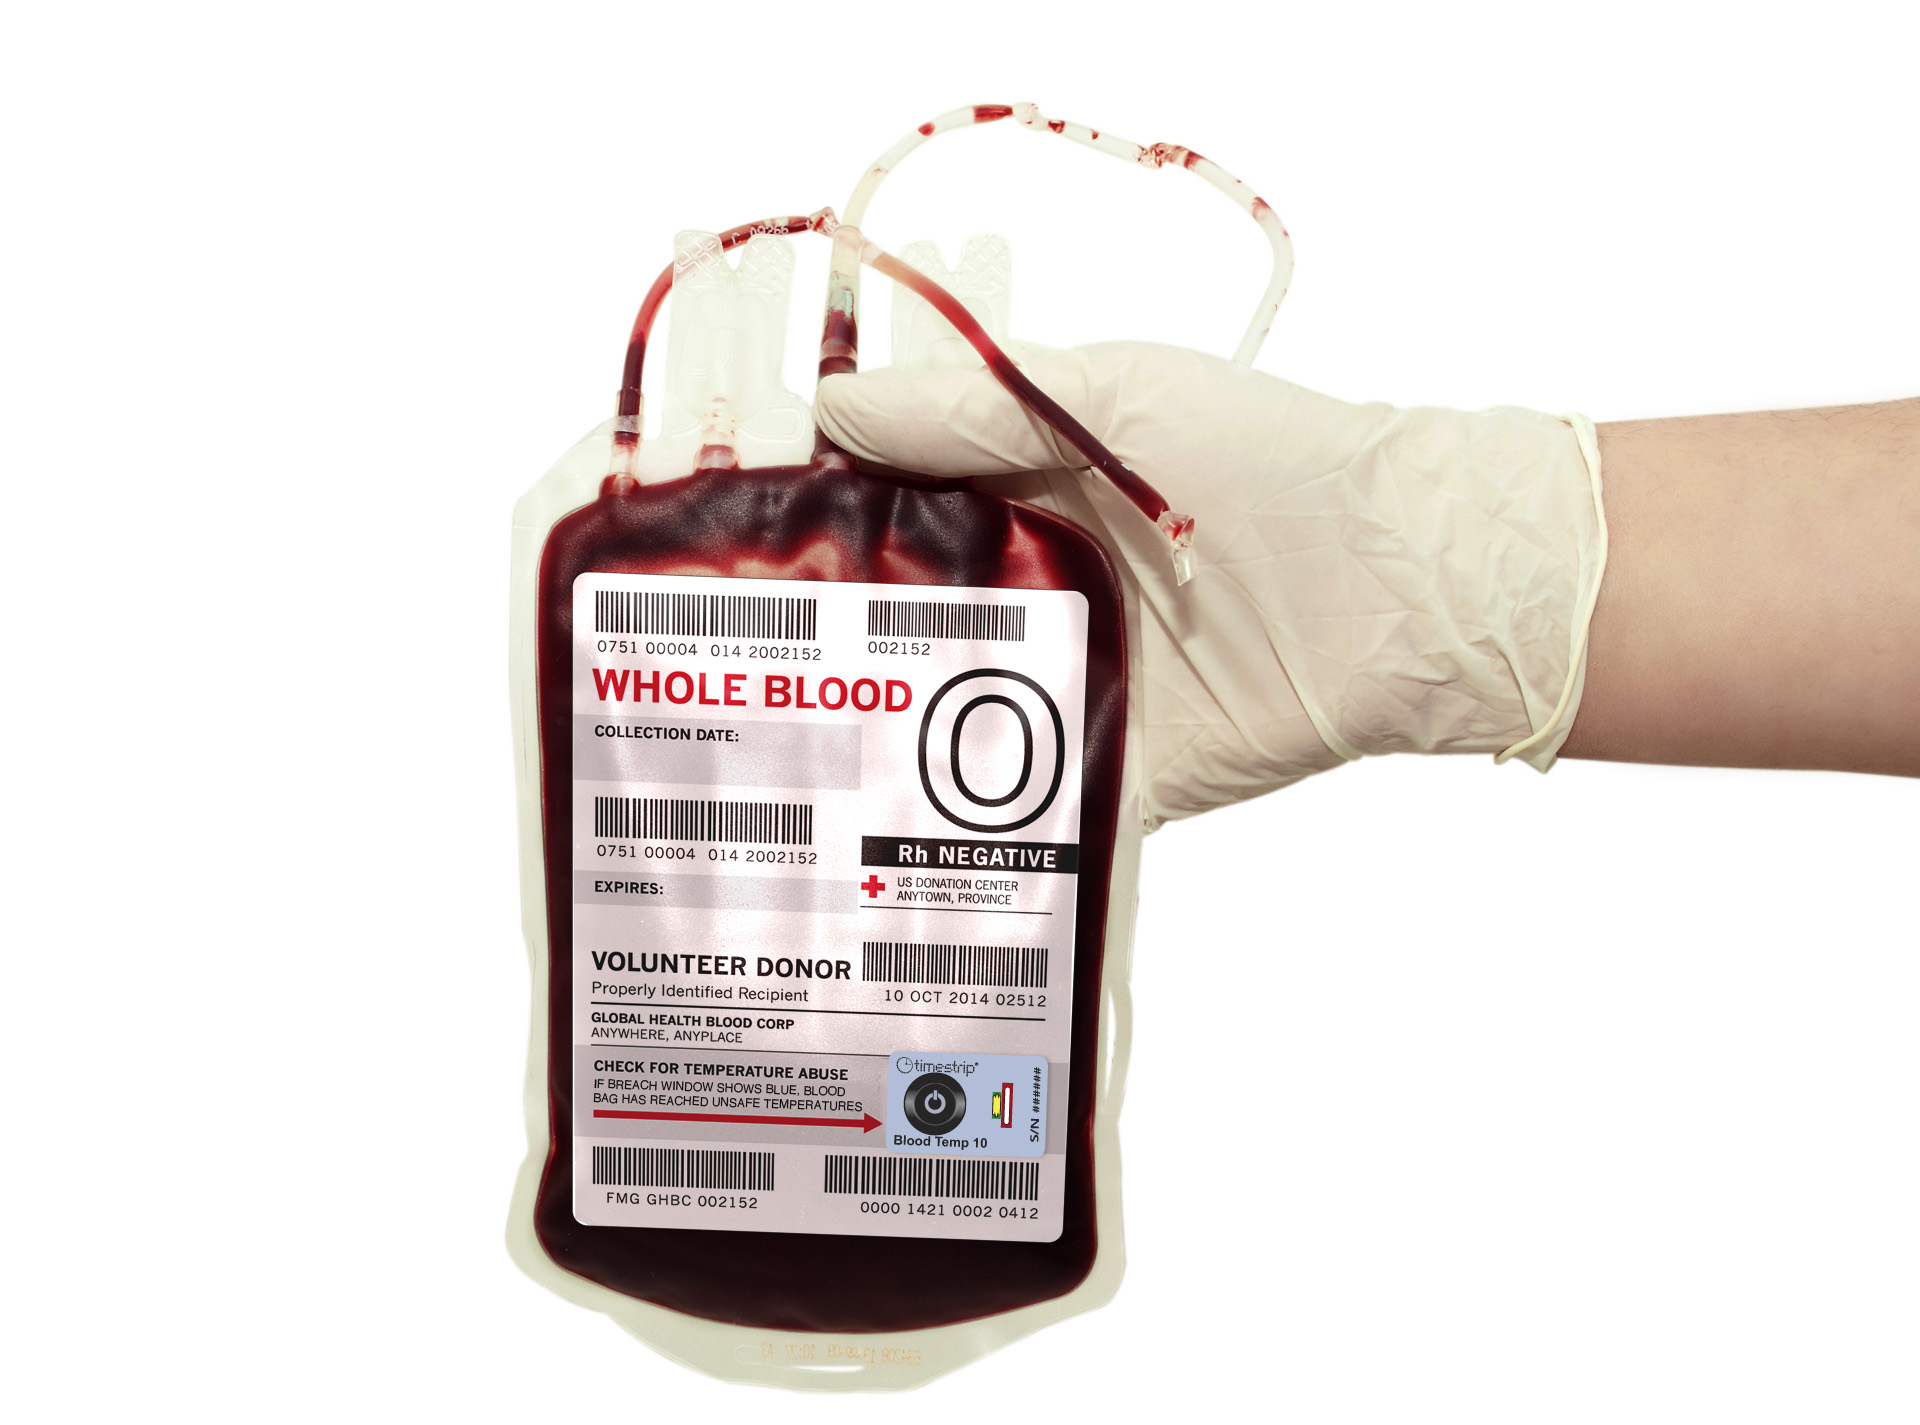 0751 00004 014 2002152
002152
WHOLE BLOOD
O
COLLECTION DATE:
0751 00004 014 2002152
Rh NEGATIVE
US DONATION CENTER
ANYTOWN, PROVINCE
EXPIRES:
VOLUNTEER DONOR
Properly Identified Recipient
10 OCT 2014 02512
GLOBAL HEALTH BLOOD CORP
ANYWHERE, ANYPLACE
CHECK FOR TEMPERATURE ABUSE
IF BREACH WINDOW SHOWS BLUE, BLOOD
BAG HAS REACHED UNSAFE TEMPERATURES
timestrip®
Blood Temp 10
S/N ######
FMG GHBC 002152
0000 1421 0002 0412